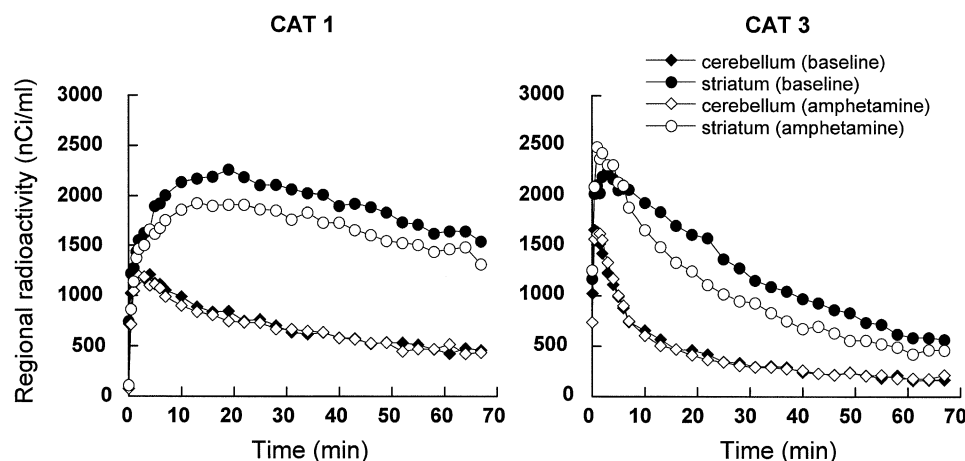 CAT 1
CAT 3
cerebellum (baseline)
striatum (baseline)
cerebellum (amphetamine)
striatum (amphetamine)
Regional radioactivity (nCi/ml)
3000
2500
2000
1500
1000
500
0
0 10 20 30 40 50 60 70
Time (min)
3000
2500
2000
1500
1000
500
0
0 10 20 30 40 50 60 70
Time (min)